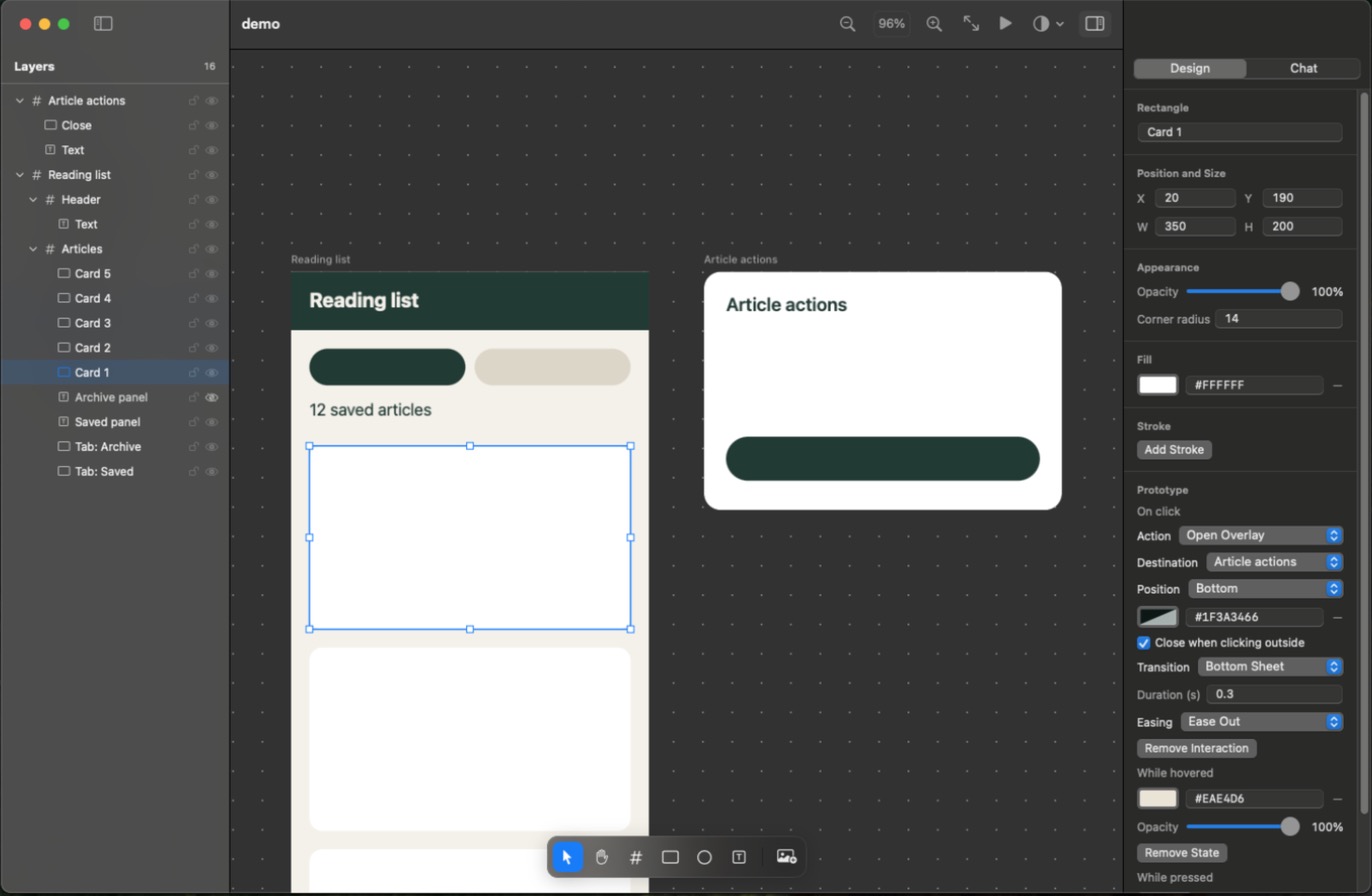 demo
96%
Layers
16
Article actions
Close
Text
Reading list
Header
Text
Articles
Card 5
Card 4
Card 3
Card 2
Card 1
Archive panel
Saved panel
Tab: Archive
Tab: Saved
Reading list
Reading list
12 saved articles
Article actions
Article actions
Design
Chat
Rectangle
Card 1
Position and Size
X 20 Y 190
W 350 H 200
Appearance
Opacity 100%
Corner radius 14
Fill
#FFFFFF
Stroke
Add Stroke
Prototype
On click
Action Open Overlay
Destination Article actions
Position Bottom
#1F3A3466
Close when clicking outside
Transition Bottom Sheet
Duration (s) 0.3
Easing Ease Out
Remove Interaction
While hovered
#EAE4D6
Opacity 100%
Remove State
While pressed